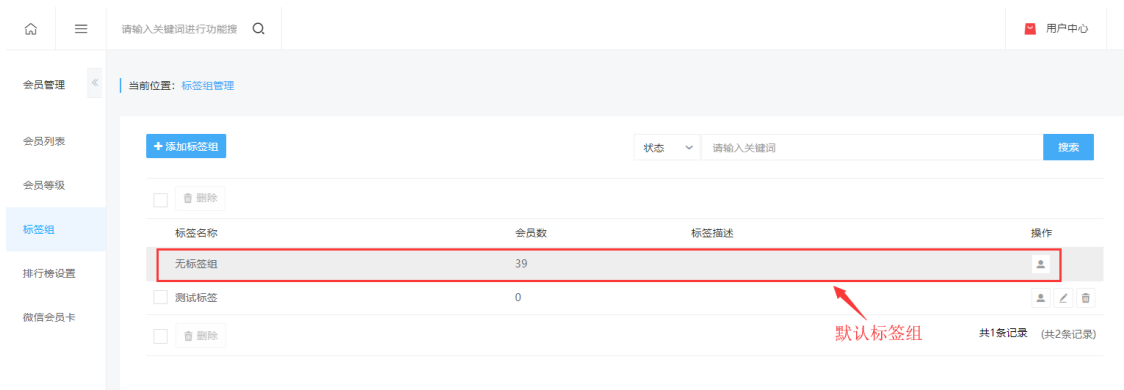 请输入关键词进行功能搜
用户中心
会员管理
当前位置：标签组管理
会员列表
会员等级
标签组
排行榜设置
微信会员卡
添加标签组
状态
请输入关键词
搜索
删除
标签名称 会员数 标签描述 操作
无标签组 39
测试标签 0
删除
默认标签组
共1条记录 (共2条记录)